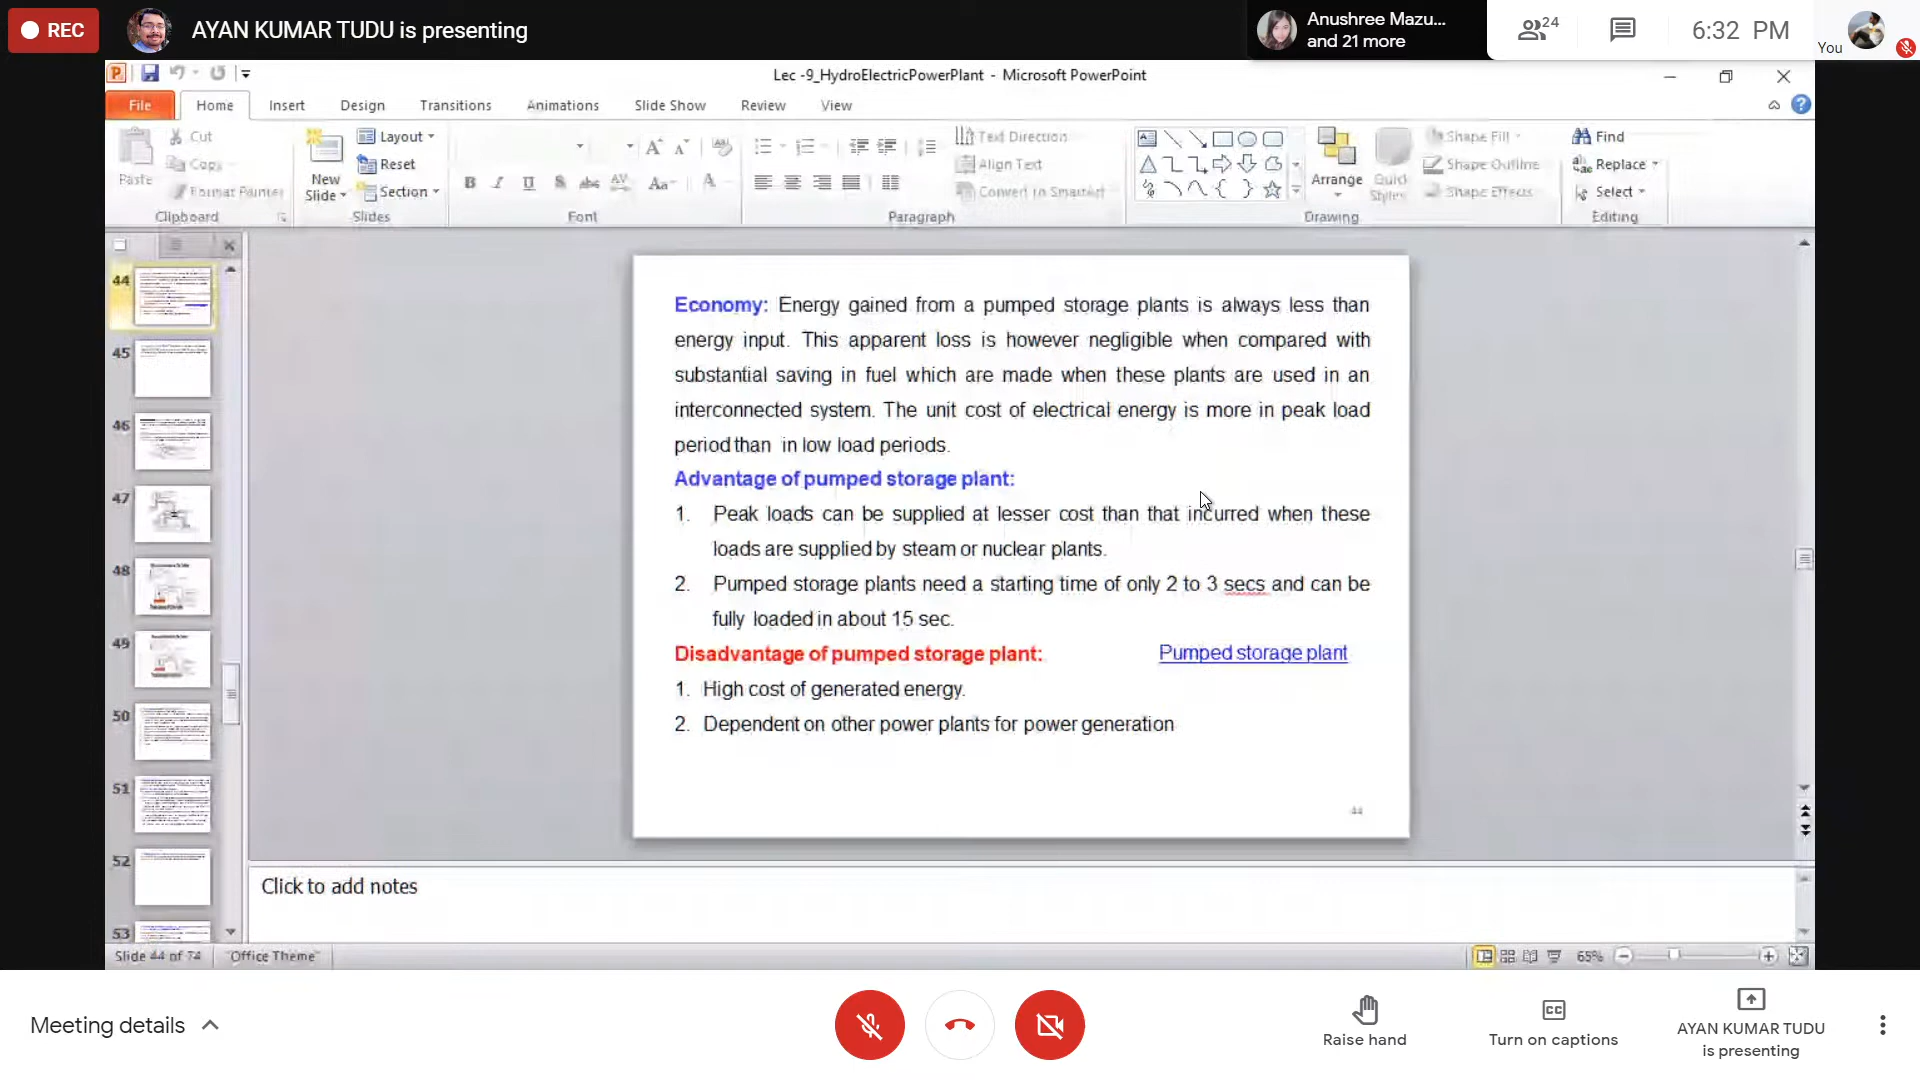 REC
AYAN KUMAR TUDU is presenting
Anushree Mazu...
and 21 more
24
6:32 PM
You
Lec -9_HydroElectricPowerPlant - Microsoft PowerPoint
File
Home
Insert
Design
Transitions
Animations
Slide Show
Review
View
Paste
Cut
Copy
Format Painter
Clipboard
New
Slide
Layout
Reset
Section
Slides
Font
Text Direction
Align Text
Convert to SmartArt
Paragraph
Arrange
Quick
Styles
Shape Fill
Shape Outline
Shape Effects
Drawing
Find
Replace
Select
Editing
44
45
46
47
48
49
50
51
52
53
Economy: Energy gained from a pumped storage plants is always less than
energy input. This apparent loss is however negligible when compared with
substantial saving in fuel which are made when these plants are used in an
interconnected system. The unit cost of electrical energy is more in peak load
period than in low load periods.
Advantage of pumped storage plant:
1. Peak loads can be supplied at lesser cost than that incurred when these
loads are supplied by steam or nuclear plants.
2. Pumped storage plants need a starting time of only 2 to 3 secs and can be
fully loaded in about 15 sec.
Disadvantage of pumped storage plant:
Pumped storage plant
1. High cost of generated energy.
2. Dependent on other power plants for power generation
44
Click to add notes
Slide 44 of 74
"Office Theme"
65%
Meeting details
Raise hand
Turn on captions
AYAN KUMAR TUDU
is presenting